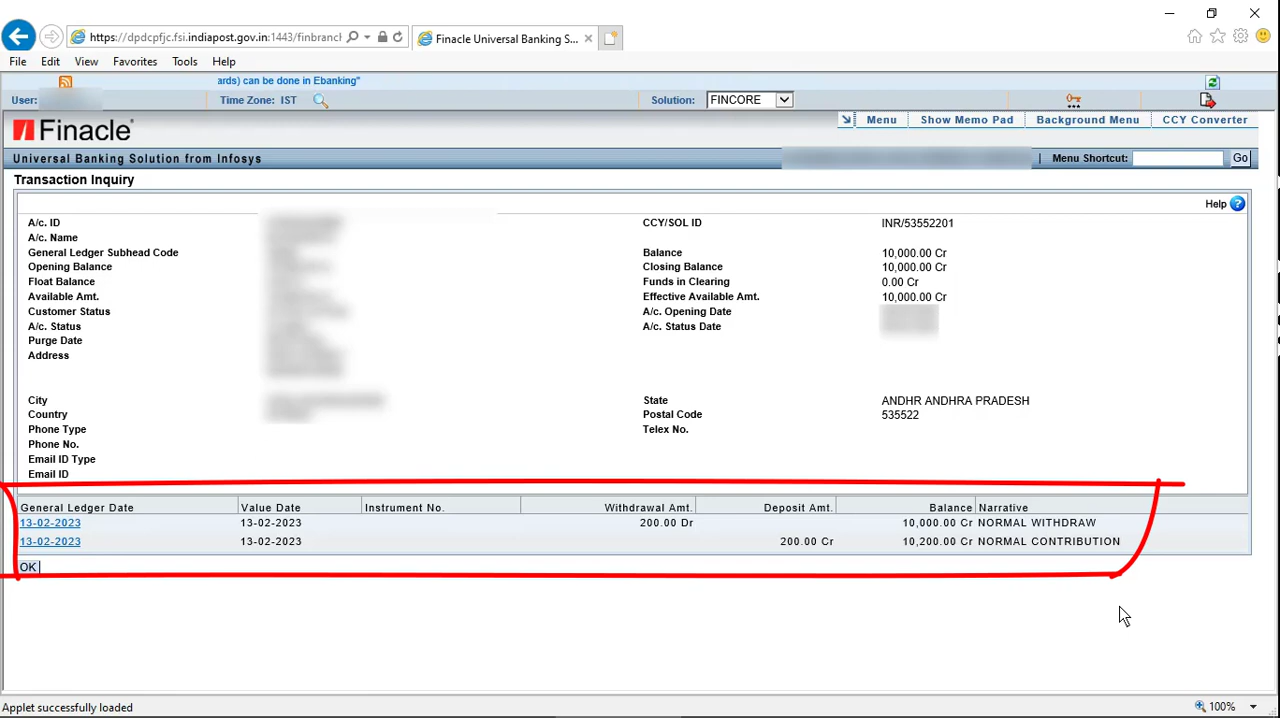 https://dpdcpfjc.fsi.indiapost.gov.in:1443/finbranch
Finacle Universal Banking S...
File Edit View Favorites Tools Help
ards) can be done in Ebanking"
User: Time Zone: IST Solution: FINCORE
Menu Show Memo Pad Background Menu CCY Converter
Finacle
Universal Banking Solution from Infosys | Menu Shortcut: Go
Transaction Inquiry
Help ?
A/c. ID CCY/SOL ID INR/53552201
A/c. Name
General Ledger Subhead Code Balance 10,000.00 Cr
Opening Balance Closing Balance 10,000.00 Cr
Float Balance Funds in Clearing 0.00 Cr
Available Amt. Effective Available Amt. 10,000.00 Cr
Customer Status A/c. Opening Date
A/c. Status A/c. Status Date
Purge Date
Address
City State ANDHR ANDHRA PRADESH
Country Postal Code 535522
Phone Type Telex No.
Phone No.
Email ID Type
Email ID
General Ledger Date Value Date Instrument No. Withdrawal Amt. Deposit Amt. Balance Narrative
13-02-2023 13-02-2023 200.00 Dr 10,000.00 Cr NORMAL WITHDRAW
13-02-2023 13-02-2023 200.00 Cr 10,200.00 Cr NORMAL CONTRIBUTION
OK
Applet successfully loaded 100%